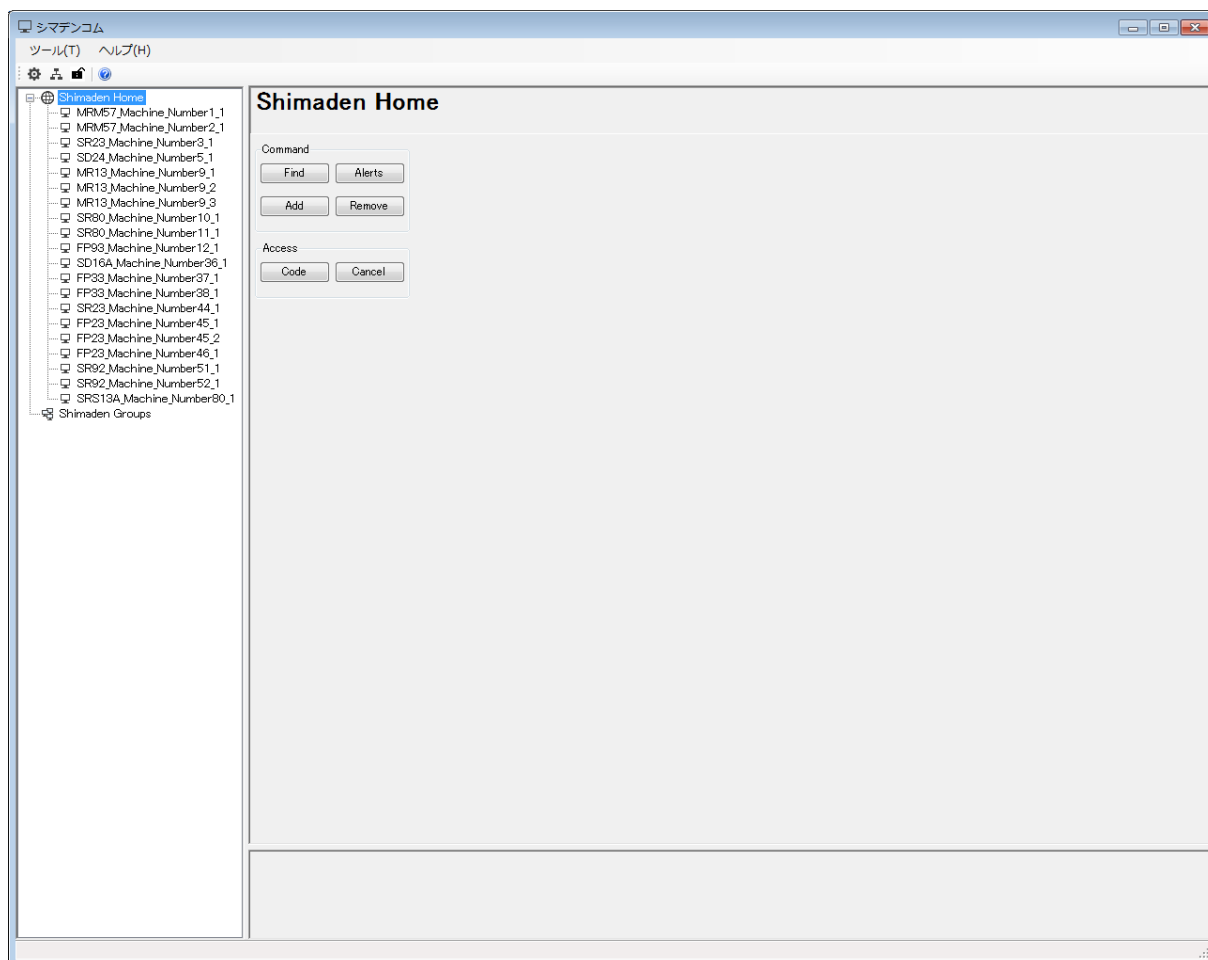 シマデンコム
ツール(T) ヘルプ(H)
Shimaden Home
MRM57_Machine_Number1_1
MRM57_Machine_Number2_1
SR23_Machine_Number3_1
SD24_Machine_Number5_1
MR13_Machine_Number9_1
MR13_Machine_Number9_2
MR13_Machine_Number9_3
SR80_Machine_Number10_1
SR80_Machine_Number11_1
FP93_Machine_Number12_1
SD16A_Machine_Number36_1
FP33_Machine_Number37_1
FP33_Machine_Number38_1
SR23_Machine_Number44_1
FP23_Machine_Number45_1
FP23_Machine_Number45_2
FP23_Machine_Number46_1
SR92_Machine_Number51_1
SR92_Machine_Number52_1
SRS13A_Machine_Number80_1
Shimaden Groups
Shimaden Home
Command
Find Alerts
Add Remove
Access
Code Cancel